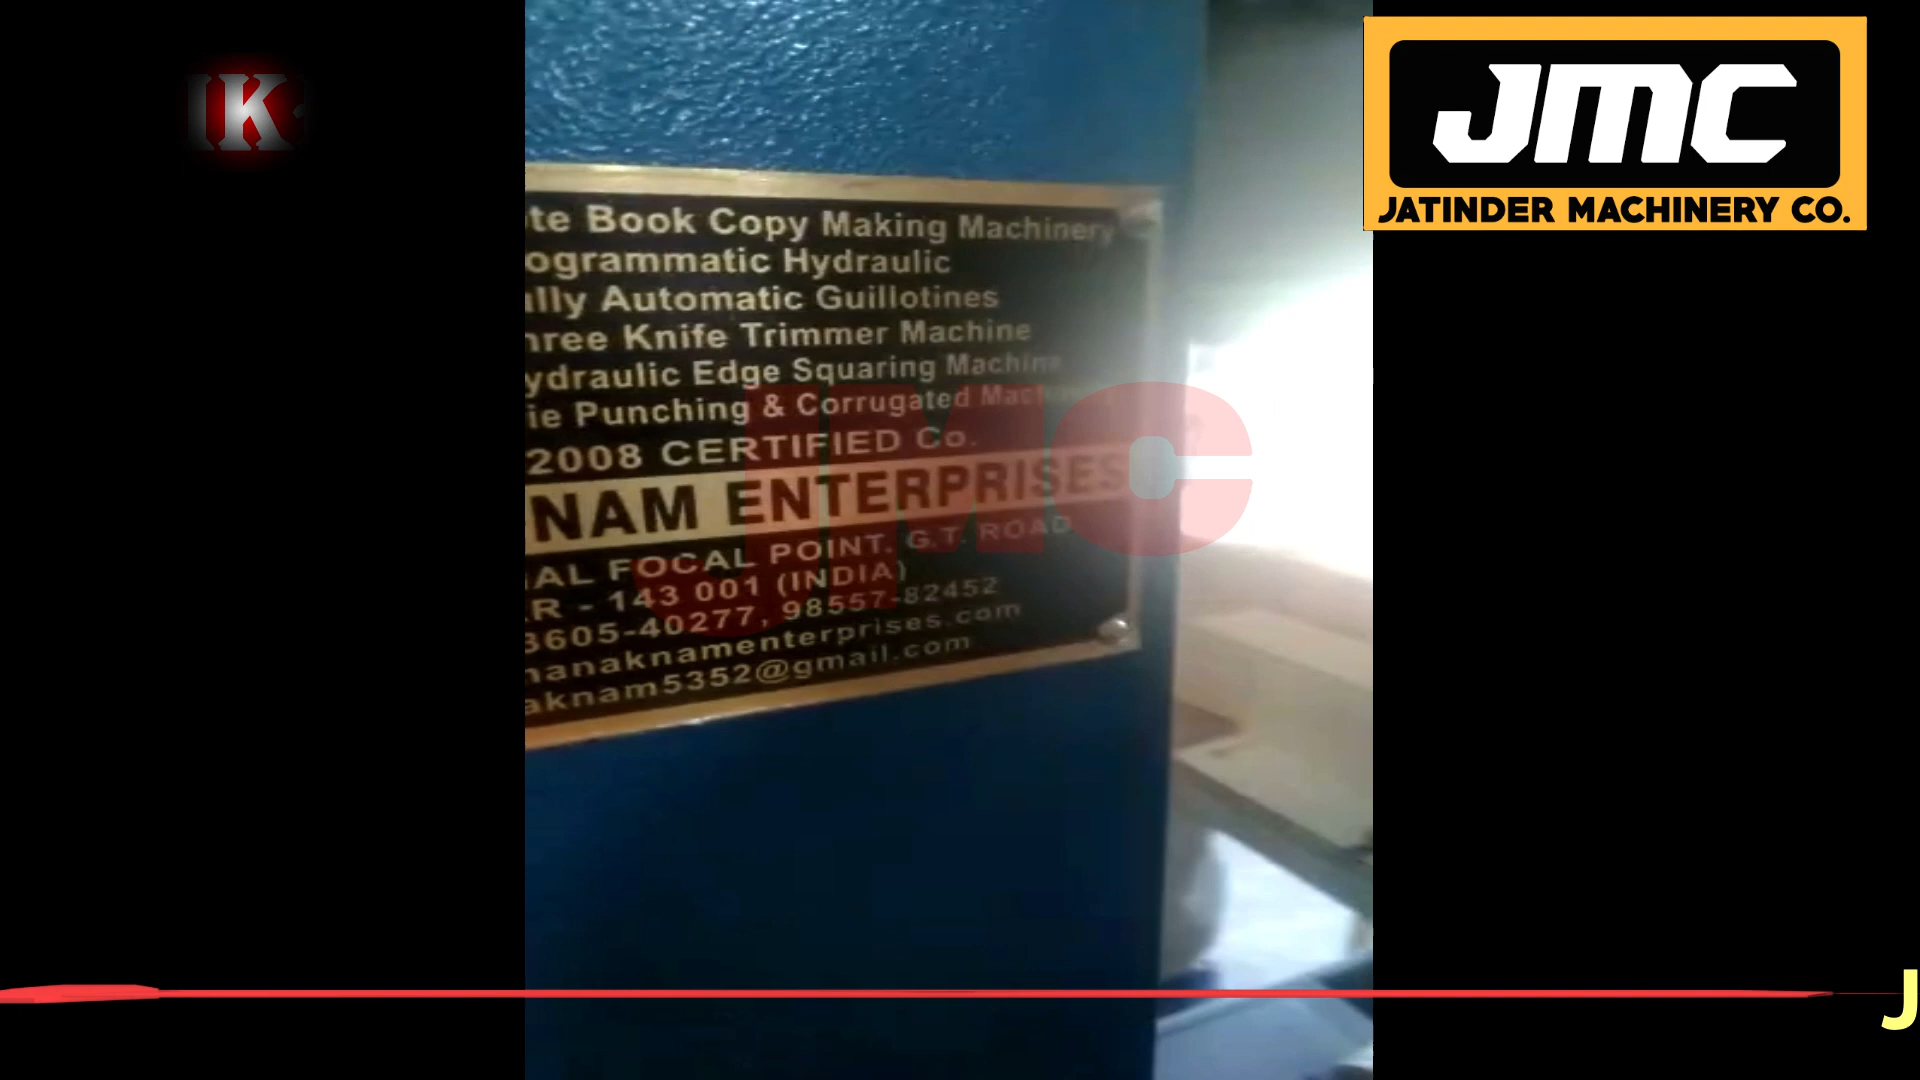 K
JMC
JATINDER MACHINERY CO.
te Book Copy Making Machinery
ogrammatic Hydraulic
lly Automatic Guillotines
hree Knife Trimmer Machine
ydraulic Edge Squaring Machine
ie Punching & Corrugated
2008 CERTIFIED Co.
NAM ENTERPRISES
AL FOCAL POINT. G.T. ROAD
R - 143 001 (INDIA)
3605-40277, 98557-82452
nanaknamenterprises.com
aknam5352@gmail.com
JMC
J